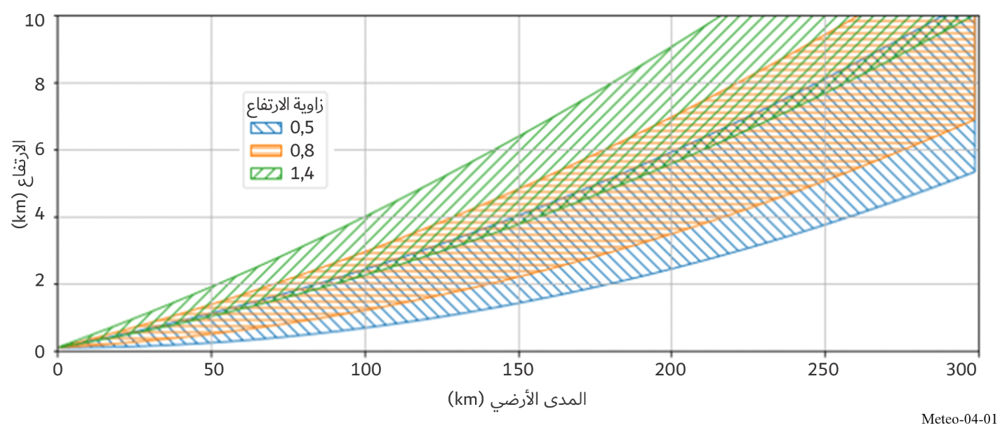 10
8
6
4
2
0
الارتفاع (km)
زاوية الارتفاع
0,5
0,8
1,4
0 50 100 150 200 250 300
المدى الأرضي (km)
Meteo-04-01